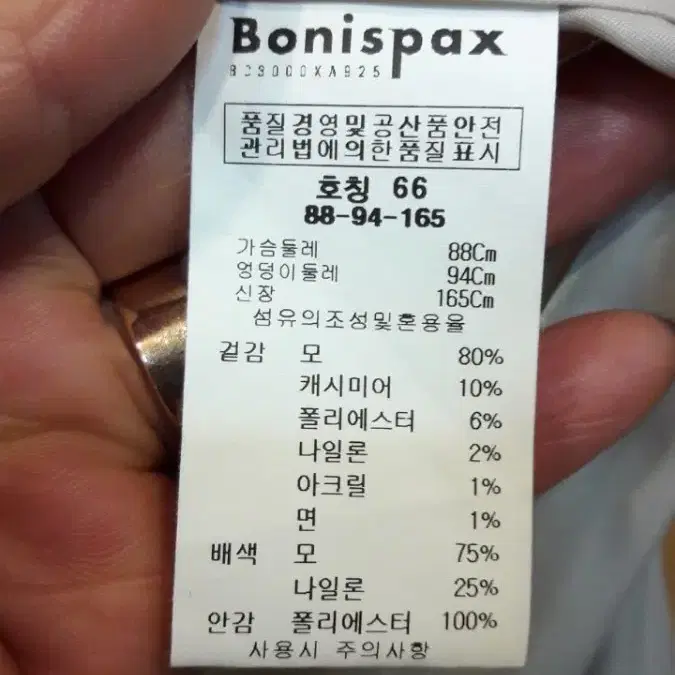 Bonispax
BC3000XA925
품질경영및공산품안전
관리법에의한품질표시
호칭 66
88-94-165
가슴둘레 88Cm
엉덩이둘레 94Cm
신장 165Cm
섬유의조성및혼용율
겉감 모 80%
캐시미어 10%
폴리에스터 6%
나일론 2%
아크릴 1%
면 1%
배색 모 75%
나일론 25%
안감 폴리에스터 100%
사용시 주의사항